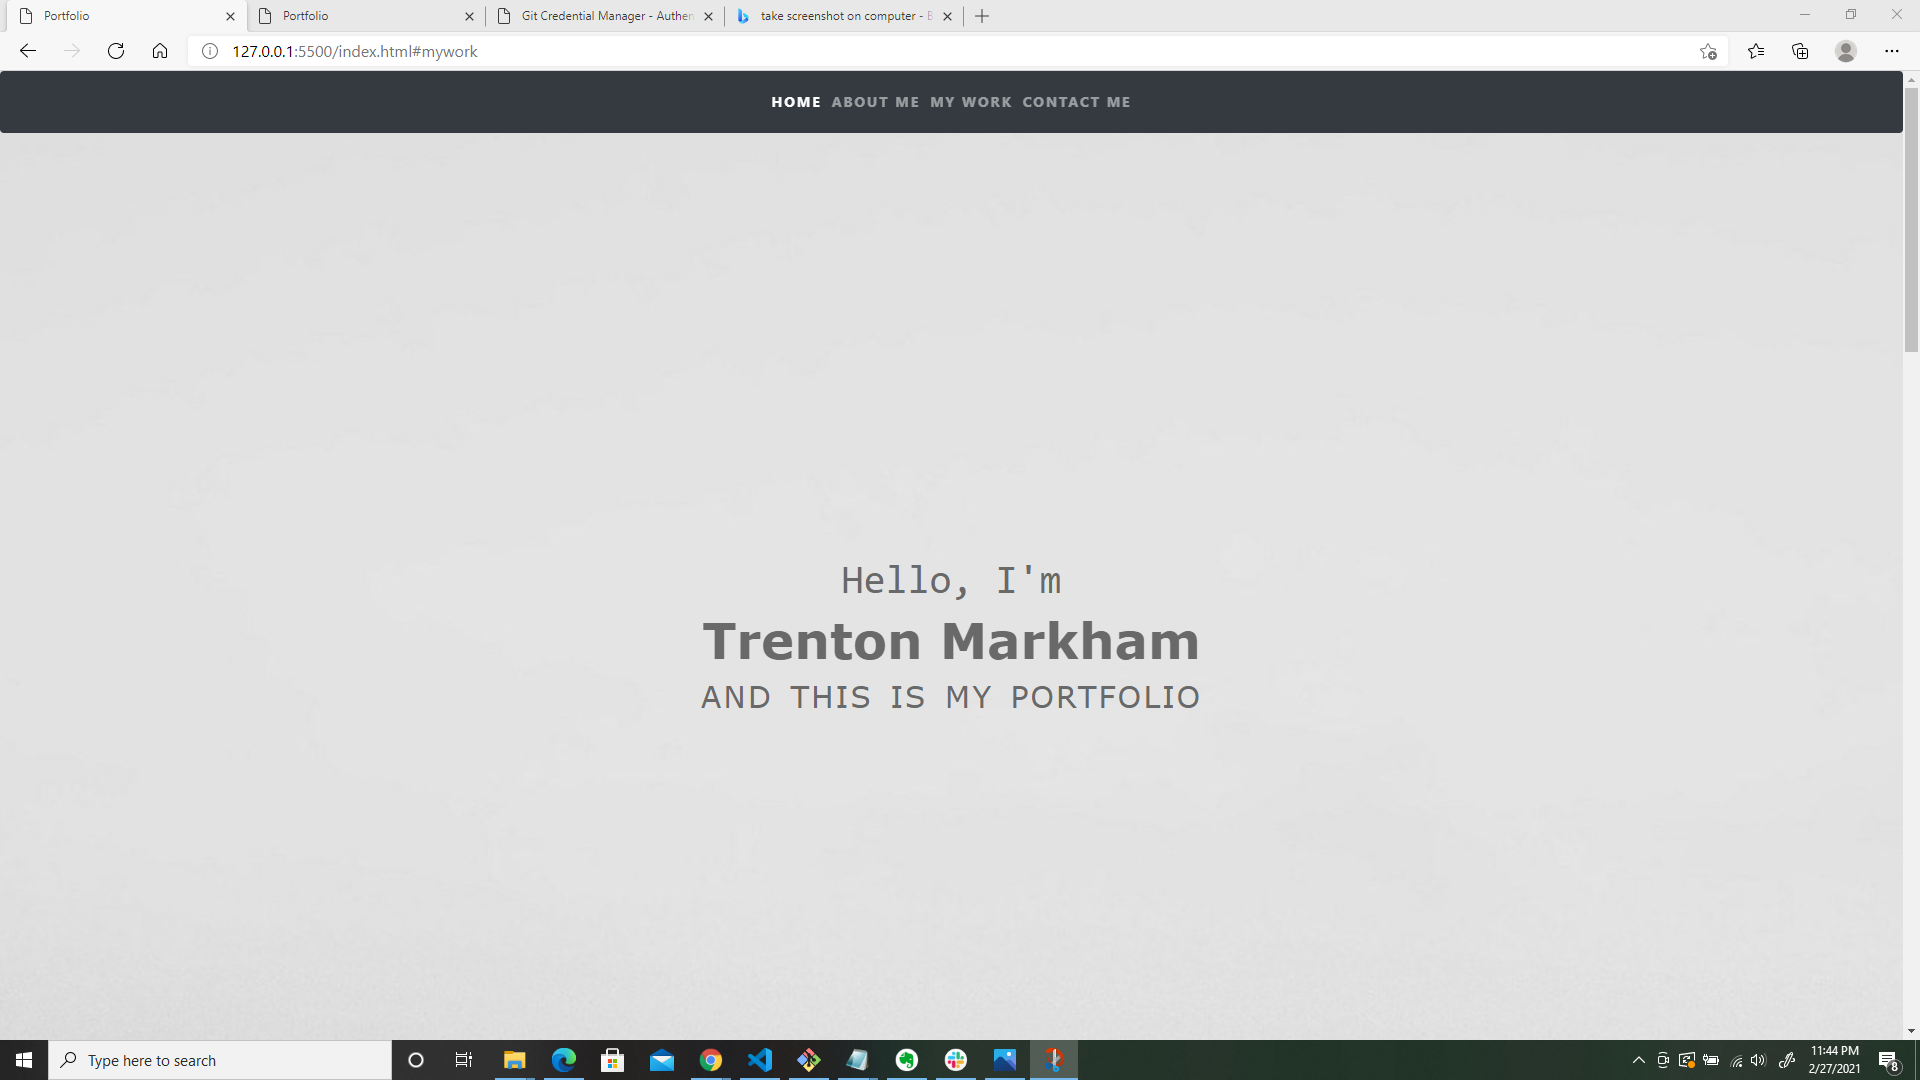 Portfolio
Portfolio
Git Credential Manager - Authen
take screenshot on computer - B
127.0.0.1:5500/index.html#mywork
HOME ABOUT ME MY WORK CONTACT ME
Hello, I'm
Trenton Markham
AND THIS IS MY PORTFOLIO
Type here to search
11:44 PM
2/27/2021
8